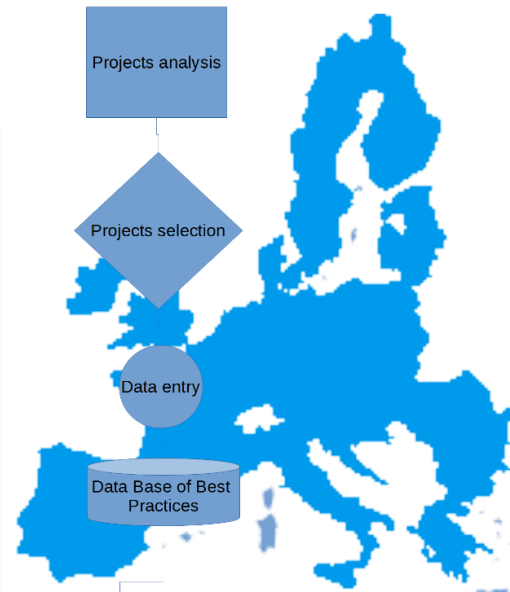 Projects analysis
Projects selection
Data entry
Data Base of Best
Practices